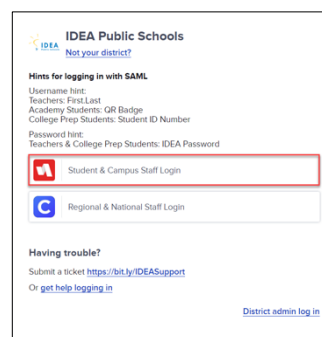 IDEA
IDEA Public Schools
Not your district?
Hints for logging in with SAML
Username hint:
Teachers: First.Last
Academy Students: QR Badge
College Prep Students: Student ID Number
Password hint:
Teachers & College Prep Students: IDEA Password
Student & Campus Staff Login
C
Regional & National Staff Login
Having trouble?
Submit a ticket https://bit.ly/IDEASupport
Or get help logging in
District admin log in